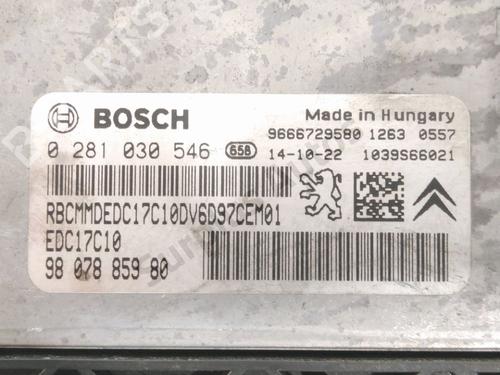 BOSCH
Made in Hungary
9666729580 1263 0557
0 281 030 546 658 14-10-22 1039S66021
RBCMMDEDC17C10DV6D97CEM01
EDC17C10
98 078 859 80